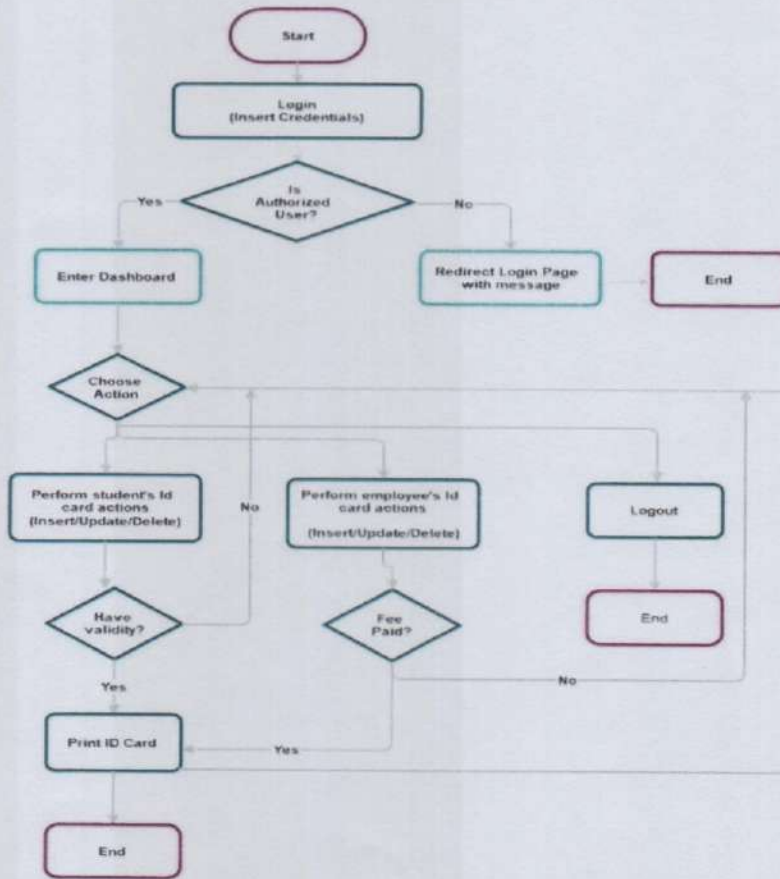 Start
Login
(Insert Credentials)
Is
Authorized
User?
Yes
No
Enter Dashboard
Redirect Login Page
with message
End
Choose
Action
Perform student's Id
card actions
(Insert/Update/Delete)
No
Perform employee's Id
card actions
(Insert/Update/Delete)
Logout
Have
validity?
Fee
Paid?
End
Yes
No
Print ID Card
Yes
End